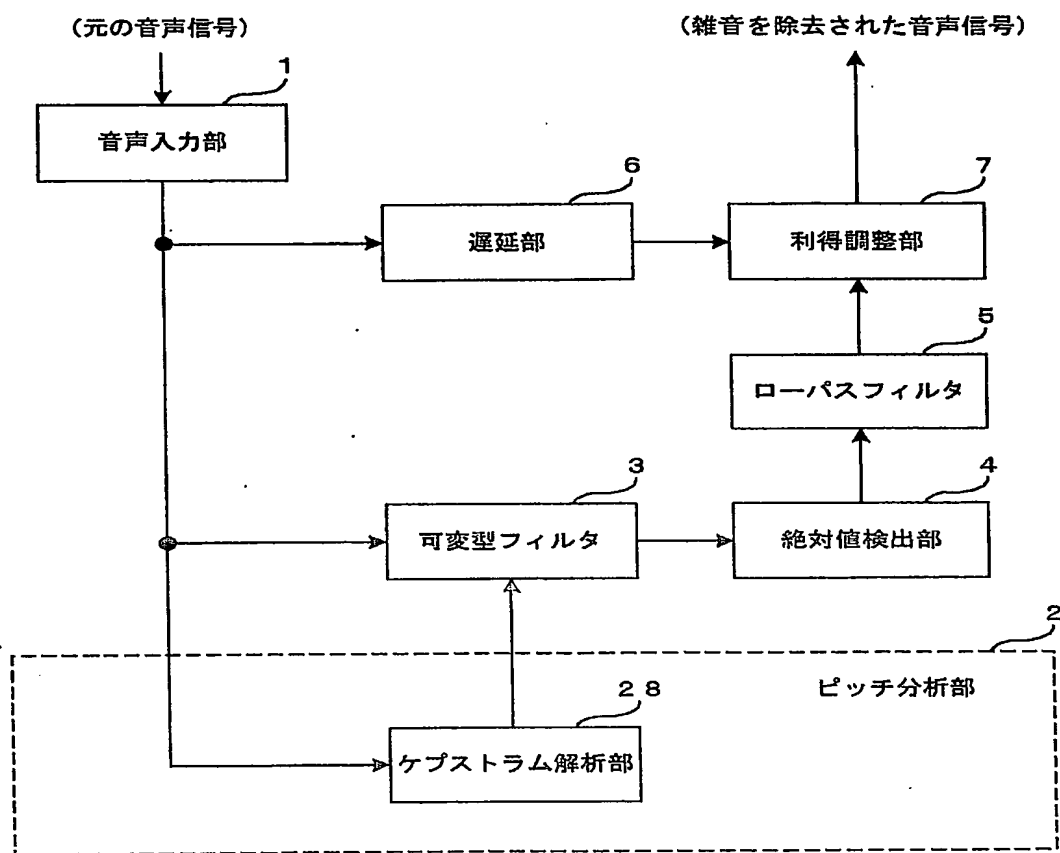 (元の音声信号)
(雑音を除去された音声信号)
1
音声入力部
6
7
遅延部
利得調整部
5
ローパスフィルタ
3
4
可変型フィルタ
絶対値検出部
2
ピッチ分析部
28
ケプストラム解析部